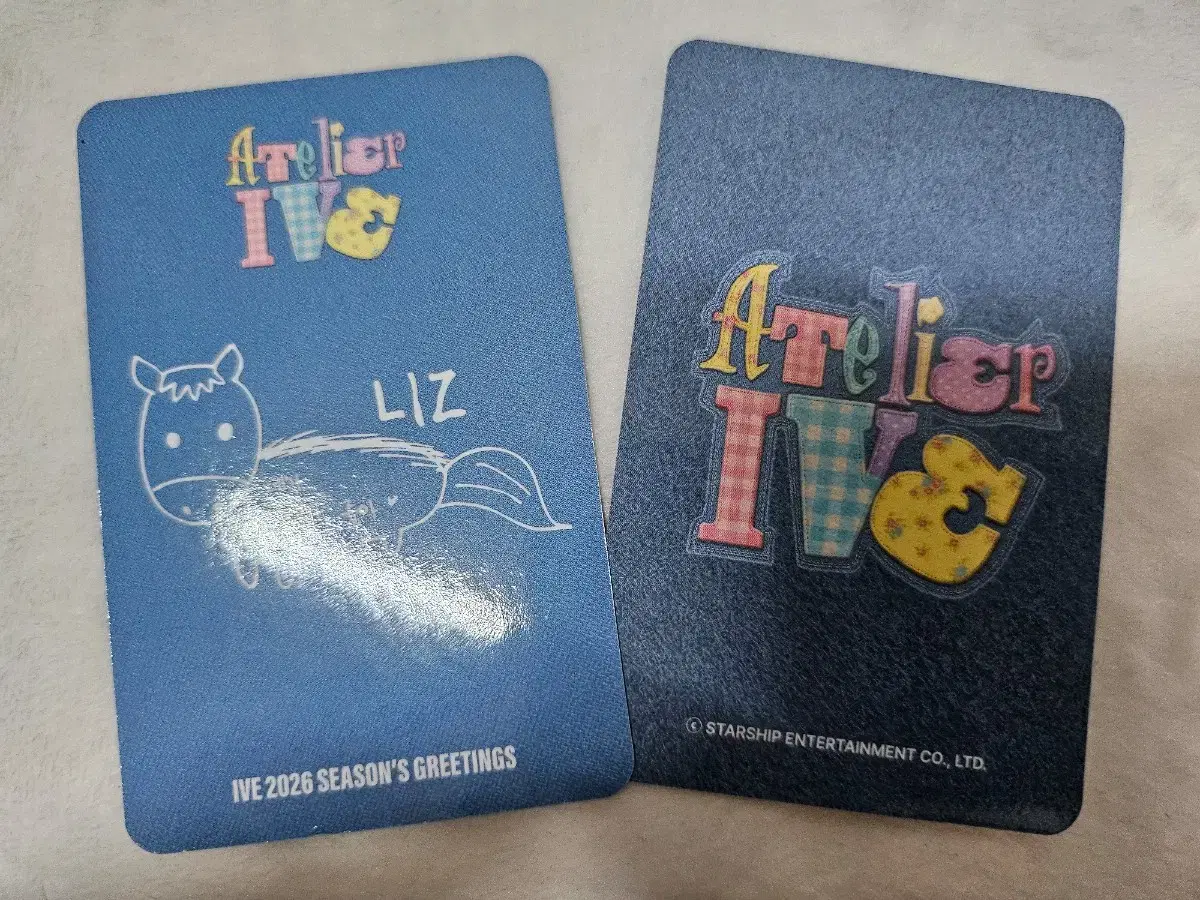 Atelier
IVE
LIZ
IVE 2026 SEASON'S GREETINGS
Atelier
IVE
© STARSHIP ENTERTAINMENT CO., LTD.